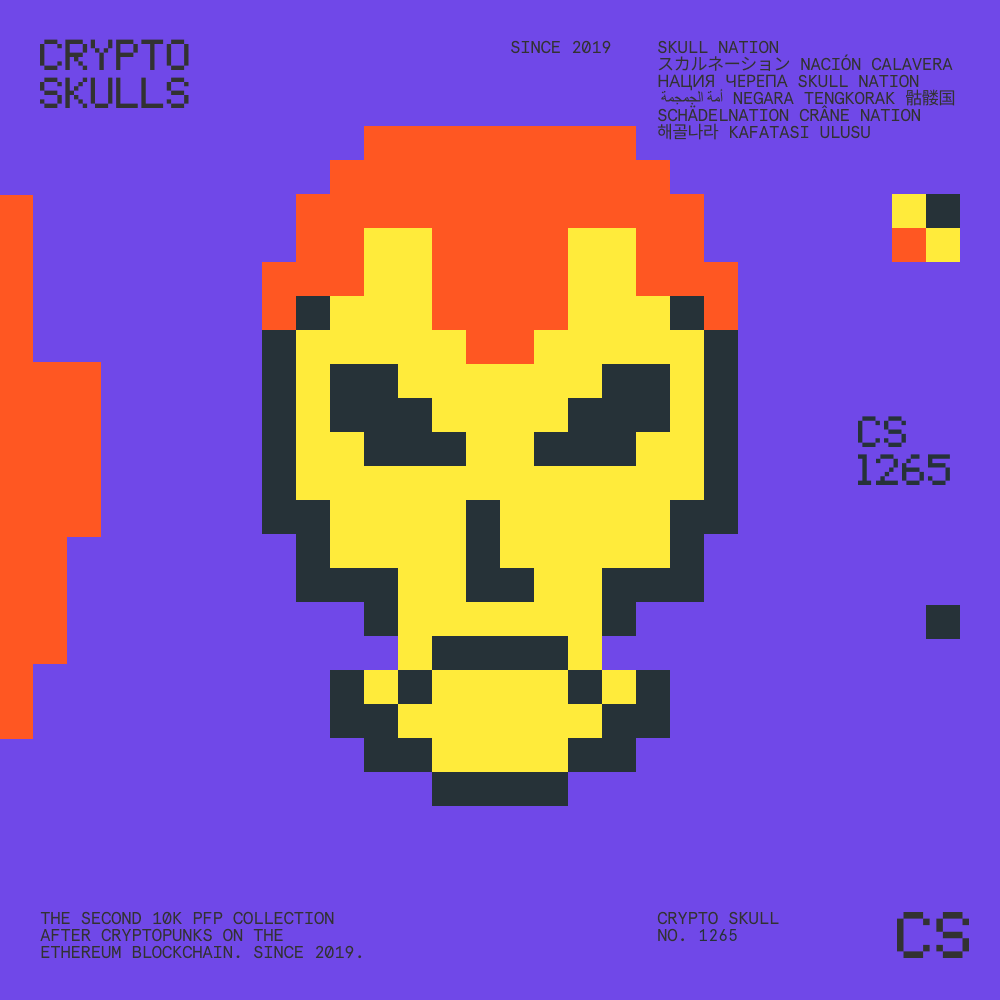 CRYPTO
SKULLS
SINCE 2019
SKULL NATION
スカルネーション NACIÓN CALAVERA
НАЦИЯ ЧЕРЕПА SKULL NATION
أمة الجمجمة NEGARA TENGKORAK 骷髅国
SCHÄDELNATION CRÂNE NATION
해골나라 KAFATASI ULUSU
CS
1265
THE SECOND 10K PFP COLLECTION
AFTER CRYPTOPUNKS ON THE
ETHEREUM BLOCKCHAIN. SINCE 2019.
CRYPTO SKULL
NO. 1265
CS